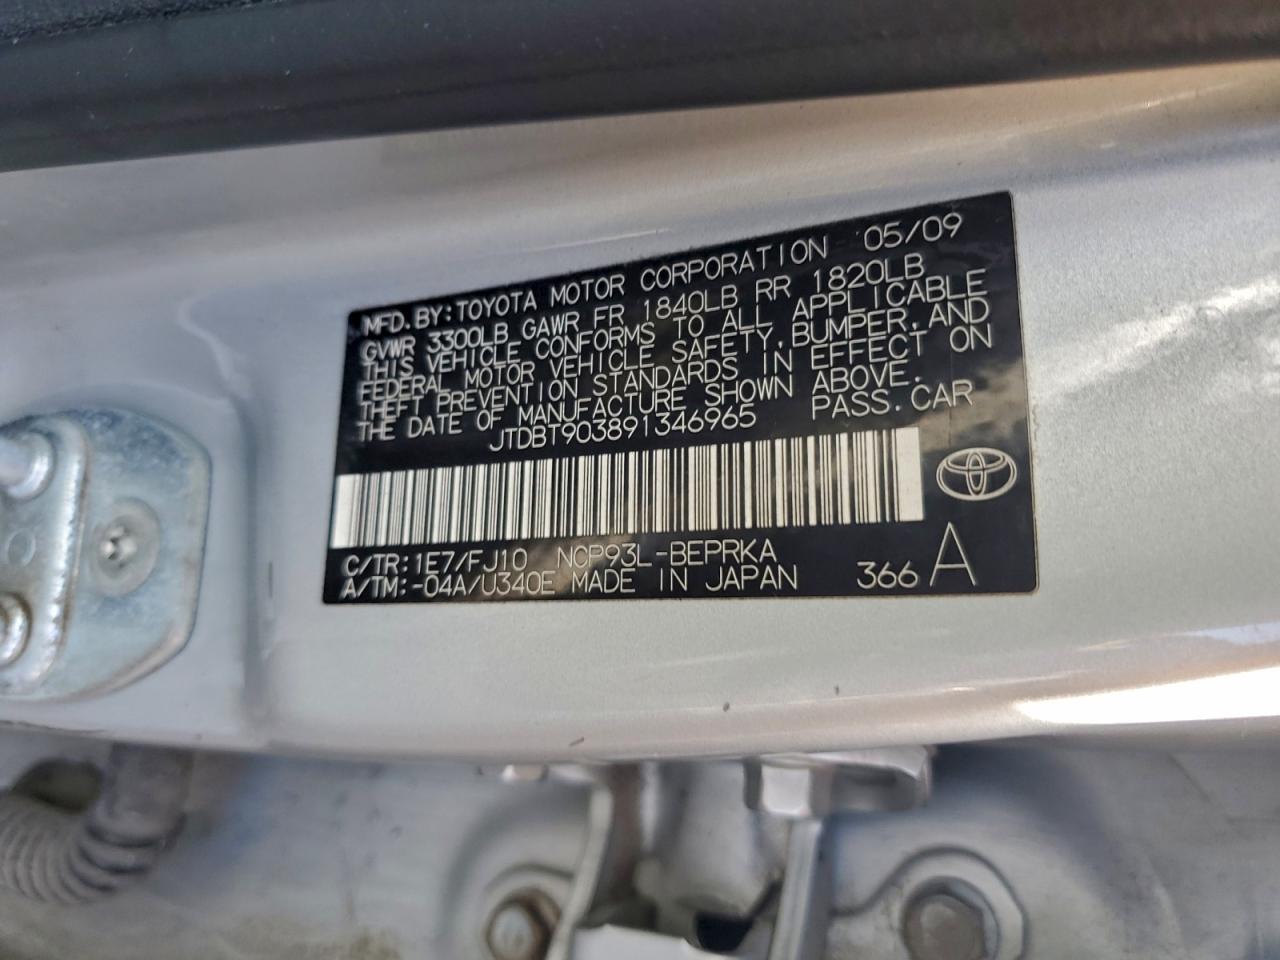 MFD.BY:TOYOTA MOTOR CORPORATION 05/09
GVWR 3300LB GAWR FR 1840LB RR 1820LB
THIS VEHICLE CONFORMS TO ALL APPLICABLE
FEDERAL MOTOR VEHICLE SAFETY,BUMPER,AND
THEFT PREVENTION STANDARDS IN EFFECT ON
THE DATE OF MANUFACTURE SHOWN ABOVE.
JTDBT903891346965 PASS.CAR
C/TR:1E7/FJ10 NCP93L-BEPRKA
A/TM:-04A/U340E MADE IN JAPAN 366 A